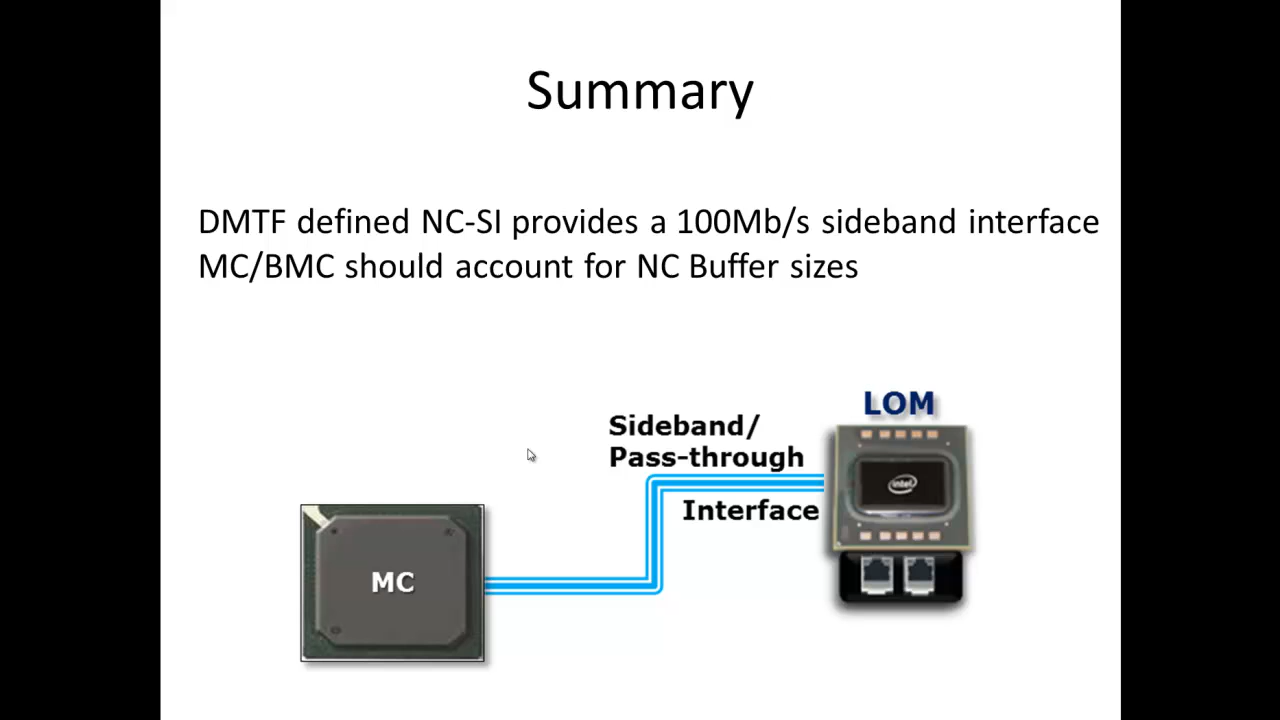 Summary
DMTF defined NC-SI provides a 100Mb/s sideband interface
MC/BMC should account for NC Buffer sizes
LOM
Sideband/
Pass-through
Interface
intel
MC